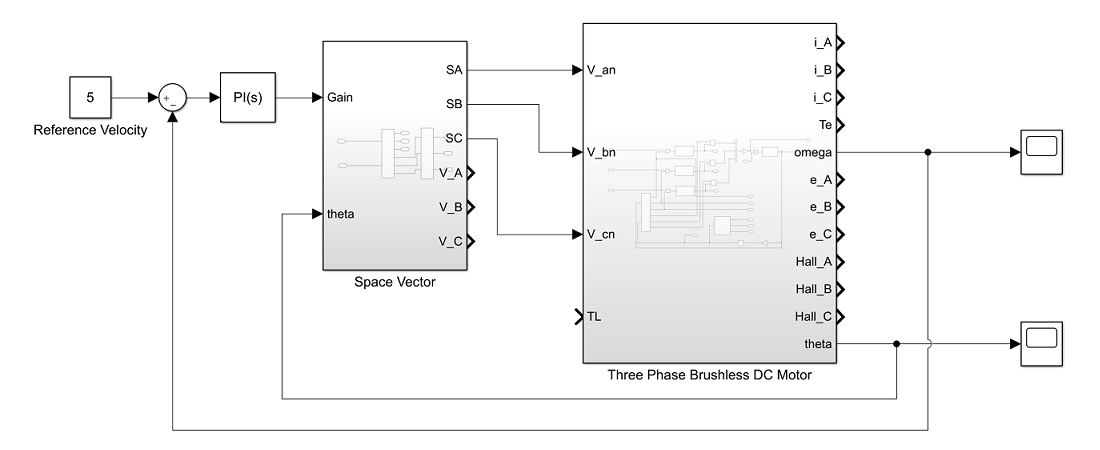 5
Reference Velocity
+
−
PI(s)
Gain
theta
SA
SB
SC
V_A
V_B
V_C
Space Vector
V_an
V_bn
V_cn
TL
i_A
i_B
i_C
Te
omega
e_A
e_B
e_C
Hall_A
Hall_B
Hall_C
theta
Three Phase Brushless DC Motor